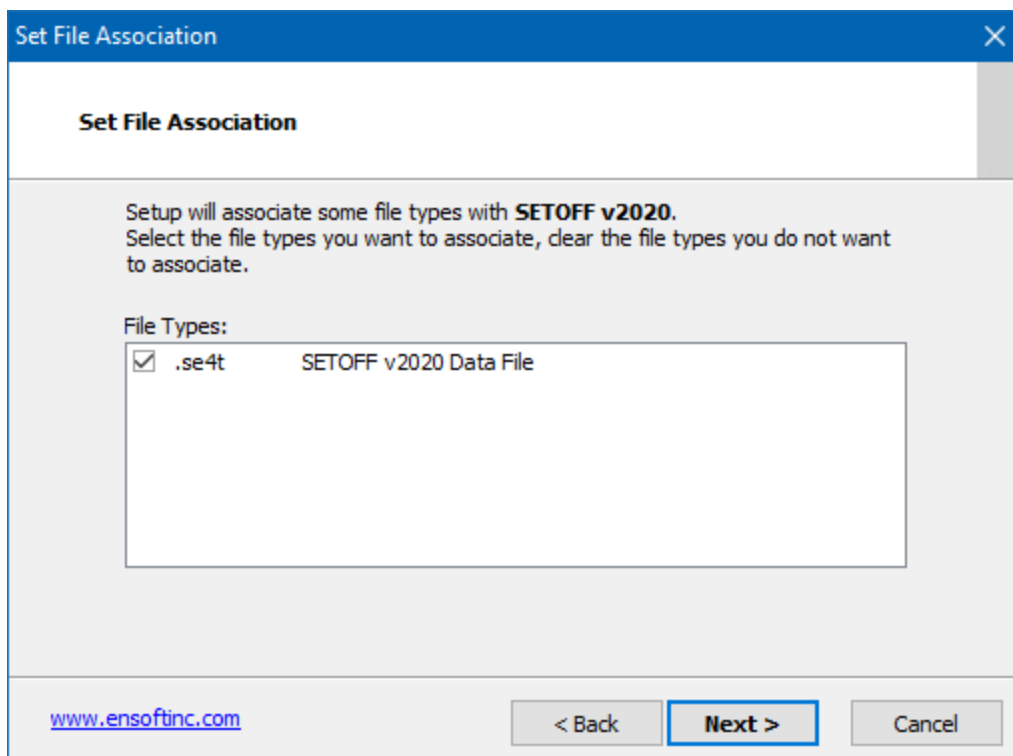 Set File Association
Set File Association
Setup will associate some file types with SETOFF v2020.
Select the file types you want to associate, clear the file types you do not want
to associate.
File Types:
.se4t SETOFF v2020 Data File
www.ensoftinc.com
< Back
Next >
Cancel